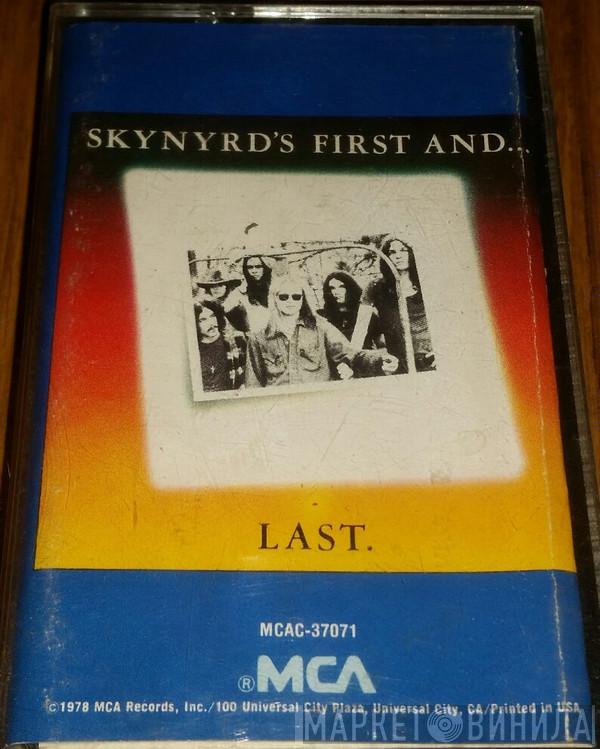 SKYNYRD'S FIRST AND...
LAST.
MCAC-37071
®MCA
©1978 MCA Records, Inc./100 Universal City Plaza, Universal City, CA/Printed in USA
МАРКЕТ ВИНИЛА